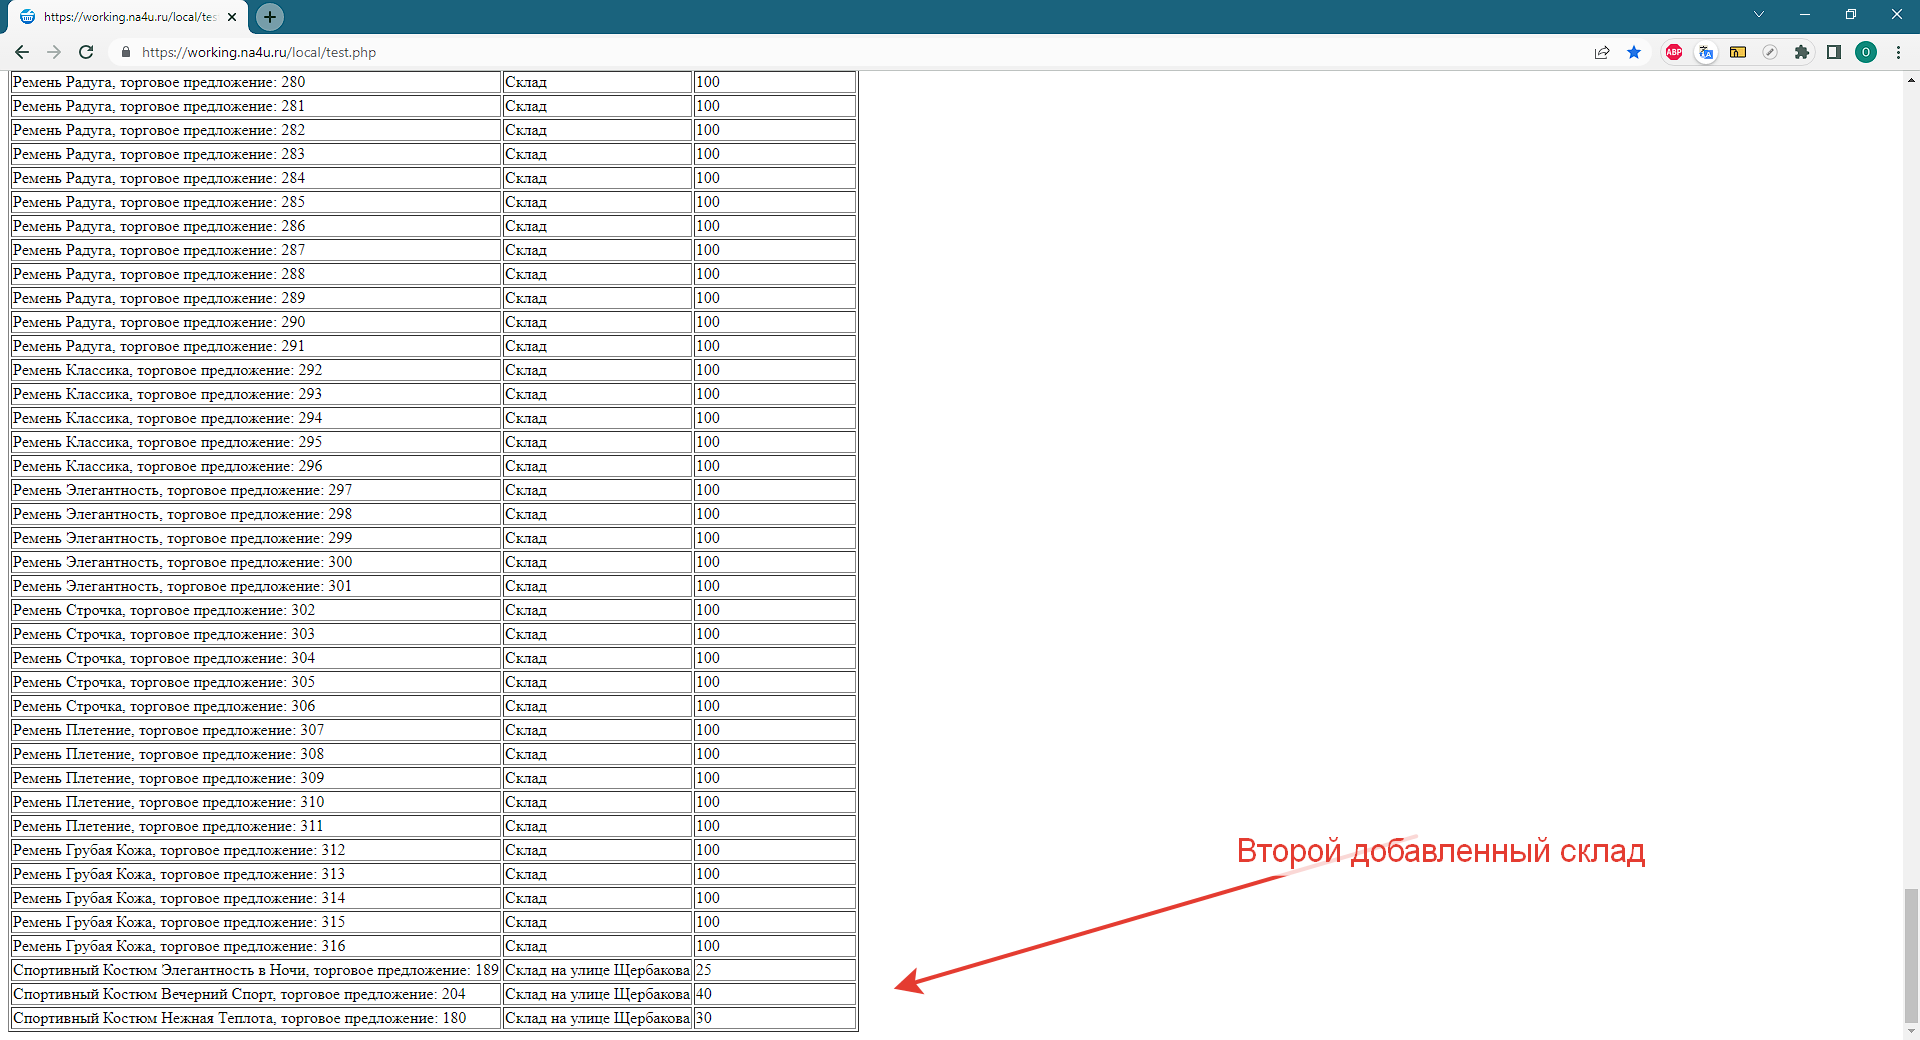 https://working.na4u.ru/local/tes
https://working.na4u.ru/local/test.php
ABP
O
Ремень Радуга, торговое предложение: 280 Склад 100
Ремень Радуга, торговое предложение: 281 Склад 100
Ремень Радуга, торговое предложение: 282 Склад 100
Ремень Радуга, торговое предложение: 283 Склад 100
Ремень Радуга, торговое предложение: 284 Склад 100
Ремень Радуга, торговое предложение: 285 Склад 100
Ремень Радуга, торговое предложение: 286 Склад 100
Ремень Радуга, торговое предложение: 287 Склад 100
Ремень Радуга, торговое предложение: 288 Склад 100
Ремень Радуга, торговое предложение: 289 Склад 100
Ремень Радуга, торговое предложение: 290 Склад 100
Ремень Радуга, торговое предложение: 291 Склад 100
Ремень Классика, торговое предложение: 292 Склад 100
Ремень Классика, торговое предложение: 293 Склад 100
Ремень Классика, торговое предложение: 294 Склад 100
Ремень Классика, торговое предложение: 295 Склад 100
Ремень Классика, торговое предложение: 296 Склад 100
Ремень Элегантность, торговое предложение: 297 Склад 100
Ремень Элегантность, торговое предложение: 298 Склад 100
Ремень Элегантность, торговое предложение: 299 Склад 100
Ремень Элегантность, торговое предложение: 300 Склад 100
Ремень Элегантность, торговое предложение: 301 Склад 100
Ремень Строчка, торговое предложение: 302 Склад 100
Ремень Строчка, торговое предложение: 303 Склад 100
Ремень Строчка, торговое предложение: 304 Склад 100
Ремень Строчка, торговое предложение: 305 Склад 100
Ремень Строчка, торговое предложение: 306 Склад 100
Ремень Плетение, торговое предложение: 307 Склад 100
Ремень Плетение, торговое предложение: 308 Склад 100
Ремень Плетение, торговое предложение: 309 Склад 100
Ремень Плетение, торговое предложение: 310 Склад 100
Ремень Плетение, торговое предложение: 311 Склад 100
Ремень Грубая Кожа, торговое предложение: 312 Склад 100
Ремень Грубая Кожа, торговое предложение: 313 Склад 100
Ремень Грубая Кожа, торговое предложение: 314 Склад 100
Ремень Грубая Кожа, торговое предложение: 315 Склад 100
Ремень Грубая Кожа, торговое предложение: 316 Склад 100
Спортивный Костюм Элегантность в Ночи, торговое предложение: 189 Склад на улице Щербакова 25
Спортивный Костюм Вечерний Спорт, торговое предложение: 204 Склад на улице Щербакова 40
Спортивный Костюм Нежная Теплота, торговое предложение: 180 Склад на улице Щербакова 30
Второй добавленный склад